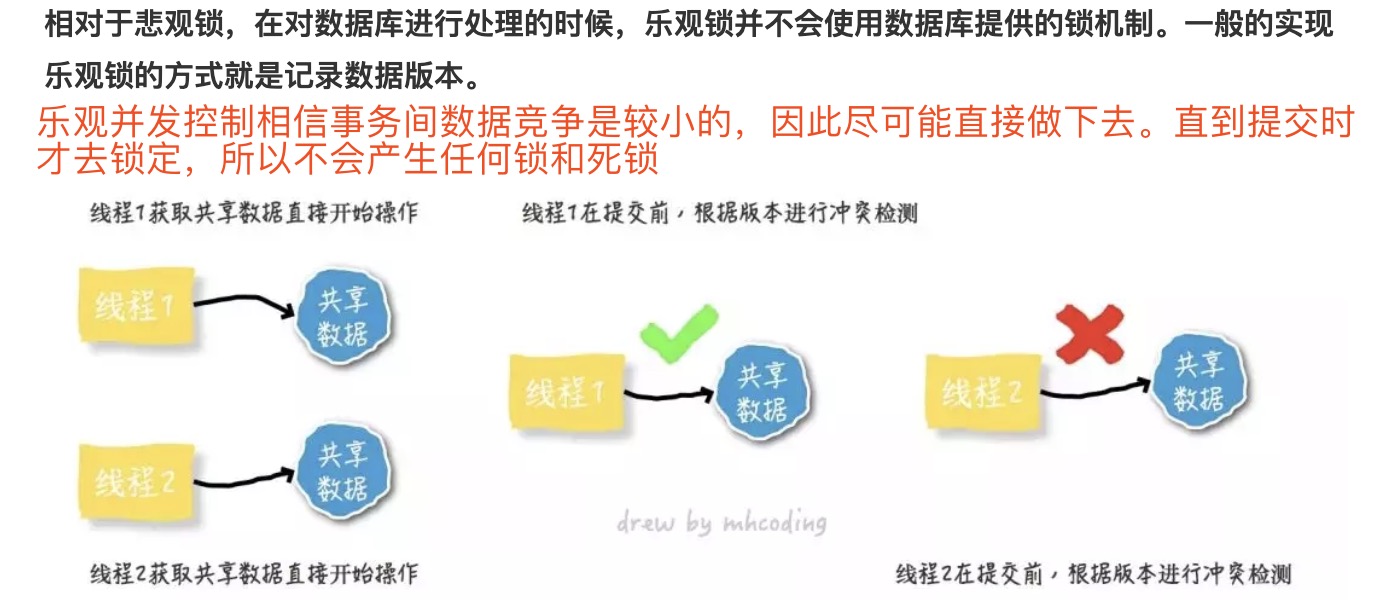 相对于悲观锁，在对数据库进行处理的时候，乐观锁并不会使用数据库提供的锁机制。一般的实现
乐观锁的方式就是记录数据版本。
乐观并发控制相信事务间数据竞争是较小的，因此尽可能直接做下去。直到提交时
才去锁定，所以不会产生任何锁和死锁
线程1获取共享数据直接开始操作
线程1在提交前，根据版本进行冲突检测
线程1
共享
数据
线程1
共享
数据
线程2
共享
数据
线程2
共享
数据
drew by mhcoding
线程2获取共享数据直接开始操作
线程2在提交前，根据版本进行冲突检测